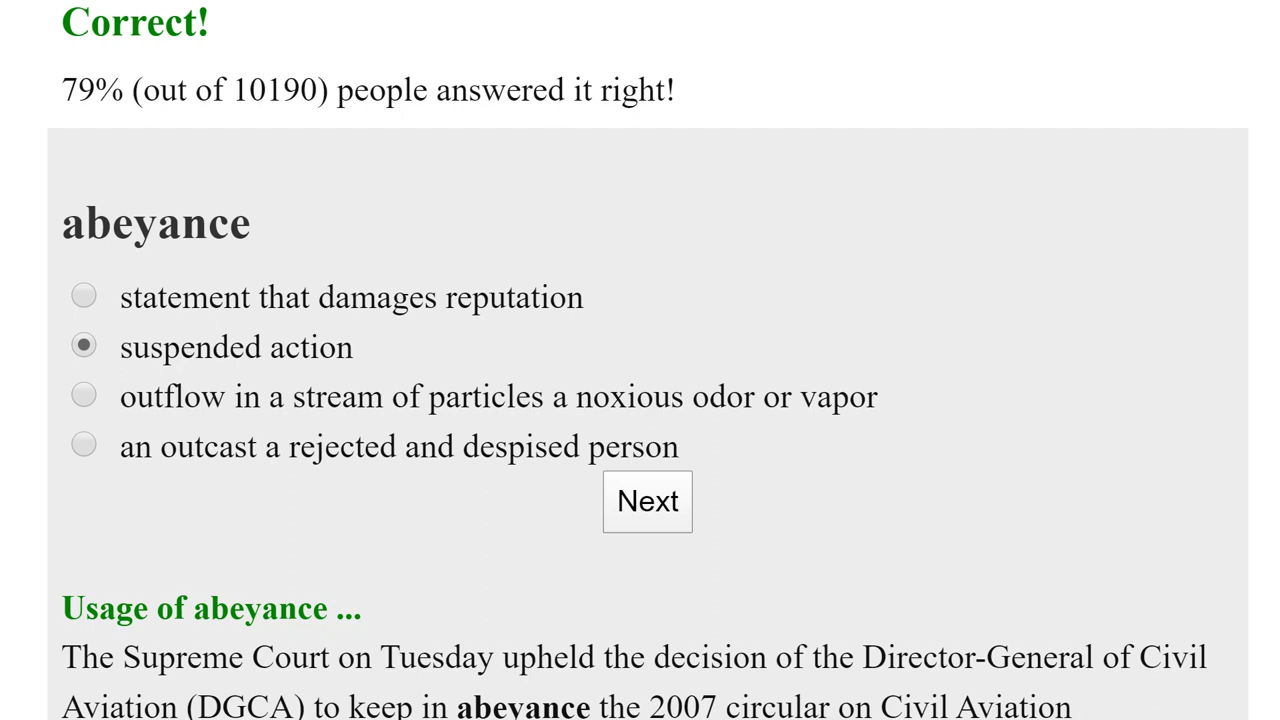 Correct!
79% (out of 10190) people answered it right!
abeyance
statement that damages reputation
suspended action
outflow in a stream of particles a noxious odor or vapor
an outcast a rejected and despised person
Next
Usage of abeyance ...
The Supreme Court on Tuesday upheld the decision of the Director-General of Civil
Aviation (DGCA) to keep in abeyance the 2007 circular on Civil Aviation